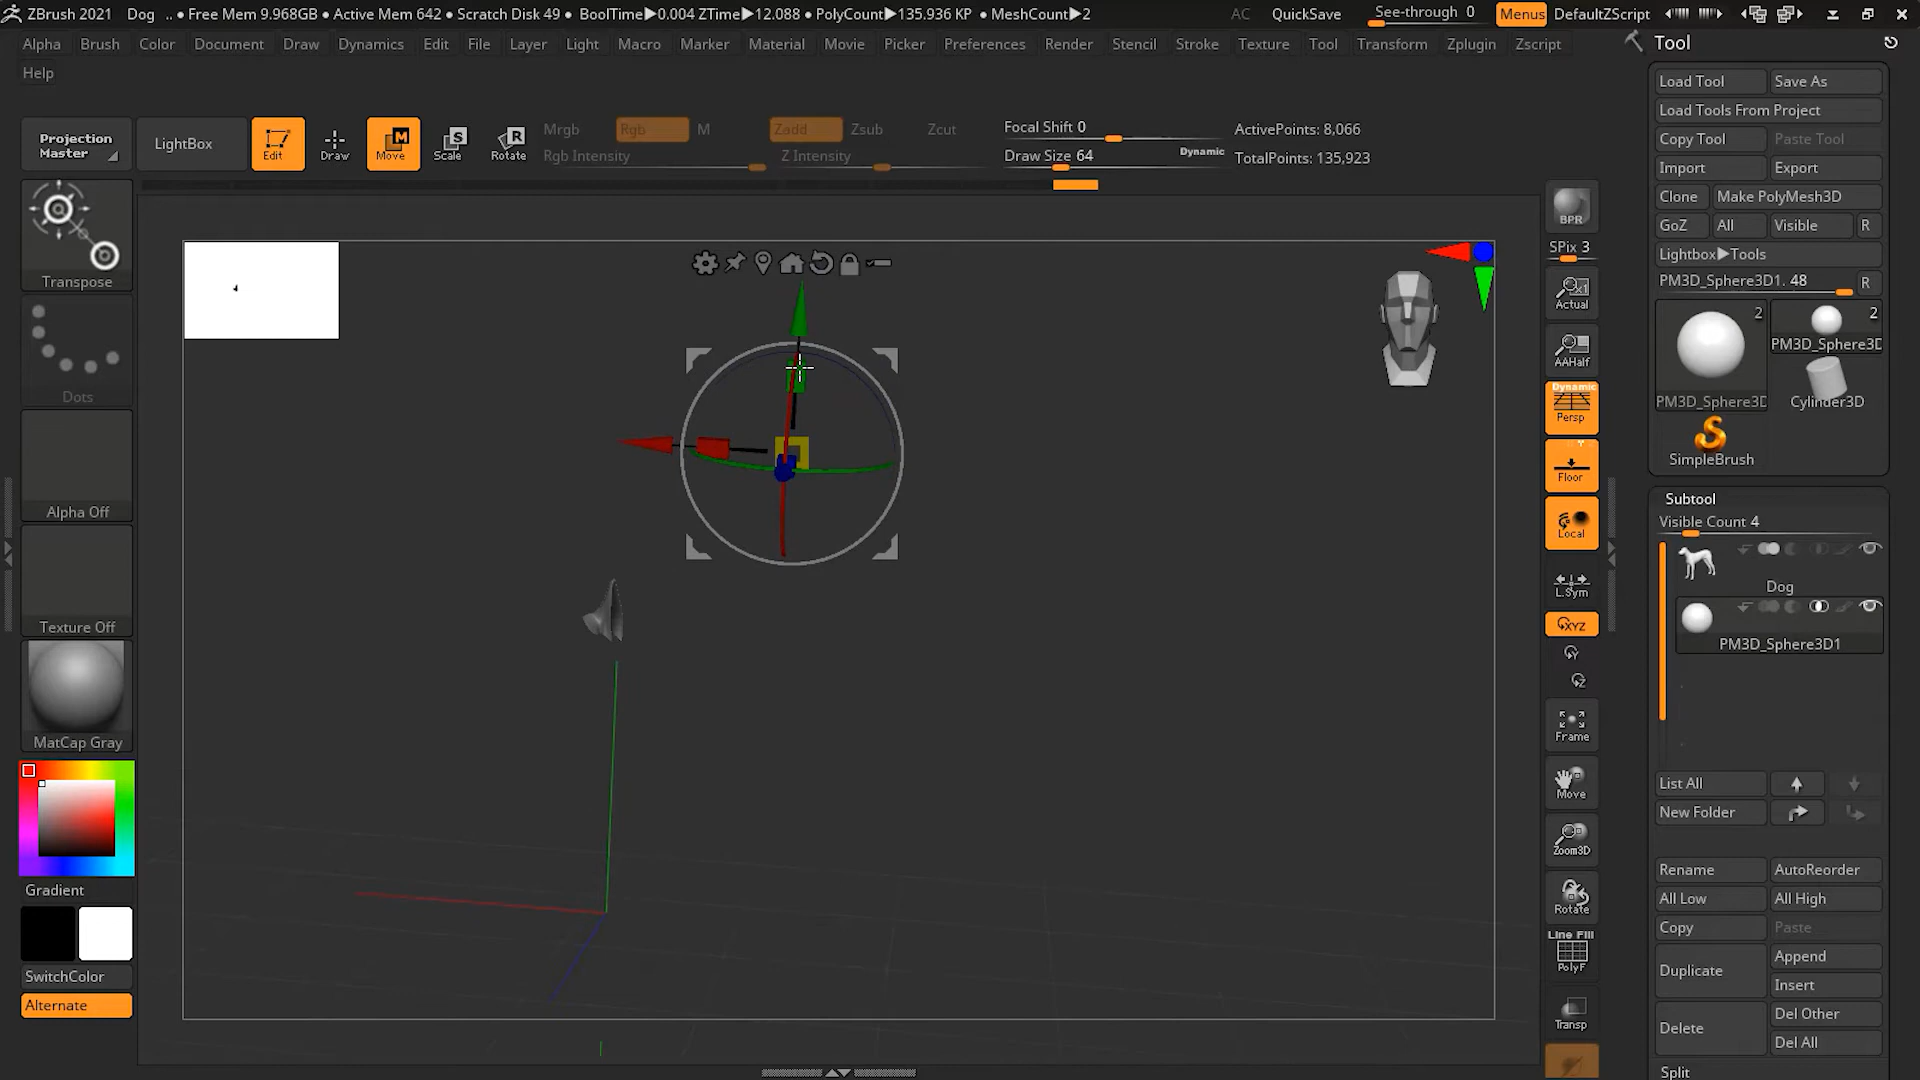 ZBrush 2021 Dog .. • Free Mem 9.968GB • Active Mem 642 • Scratch Disk 49 • BoolTime▶0.004 ZTime▶12.088 • PolyCount▶135.936 KP • MeshCount▶2 AC QuickSave See-through 0 Menus DefaultZScript
Alpha Brush Color Document Draw Dynamics Edit File Layer Light Macro Marker Material Movie Picker Preferences Render Stencil Stroke Texture Tool Transform Zplugin Zscript
Help
Projection Master
LightBox
Edit
Draw
Move
Scale
Rotate
Mrgb Rgb M
Rgb Intensity
Zadd Zsub Zcut
Z Intensity
Focal Shift 0
Draw Size 64
Dynamic
ActivePoints: 8,066
TotalPoints: 135,923
Transpose
Dots
Alpha Off
Texture Off
MatCap Gray
Gradient
SwitchColor
Alternate
BPR
SPix 3
Actual
AAHalf
Dynamic
Persp
Floor
Local
L.Sym
XYZ
Y
Z
Frame
Move
Zoom3D
Rotate
Line Fill
PolyF
Transp
Tool
Load Tool Save As
Load Tools From Project
Copy Tool Paste Tool
Import Export
Clone Make PolyMesh3D
GoZ All Visible R
Lightbox▶Tools
PM3D_Sphere3D1. 48 R
2
2
PM3D_Sphere3D
PM3D_Sphere3D
Cylinder3D
SimpleBrush
Subtool
Visible Count 4
Dog
PM3D_Sphere3D1
List All
New Folder
Rename AutoReorder
All Low All High
Copy Paste
Duplicate Append
Insert
Delete Del Other
Del All
Split